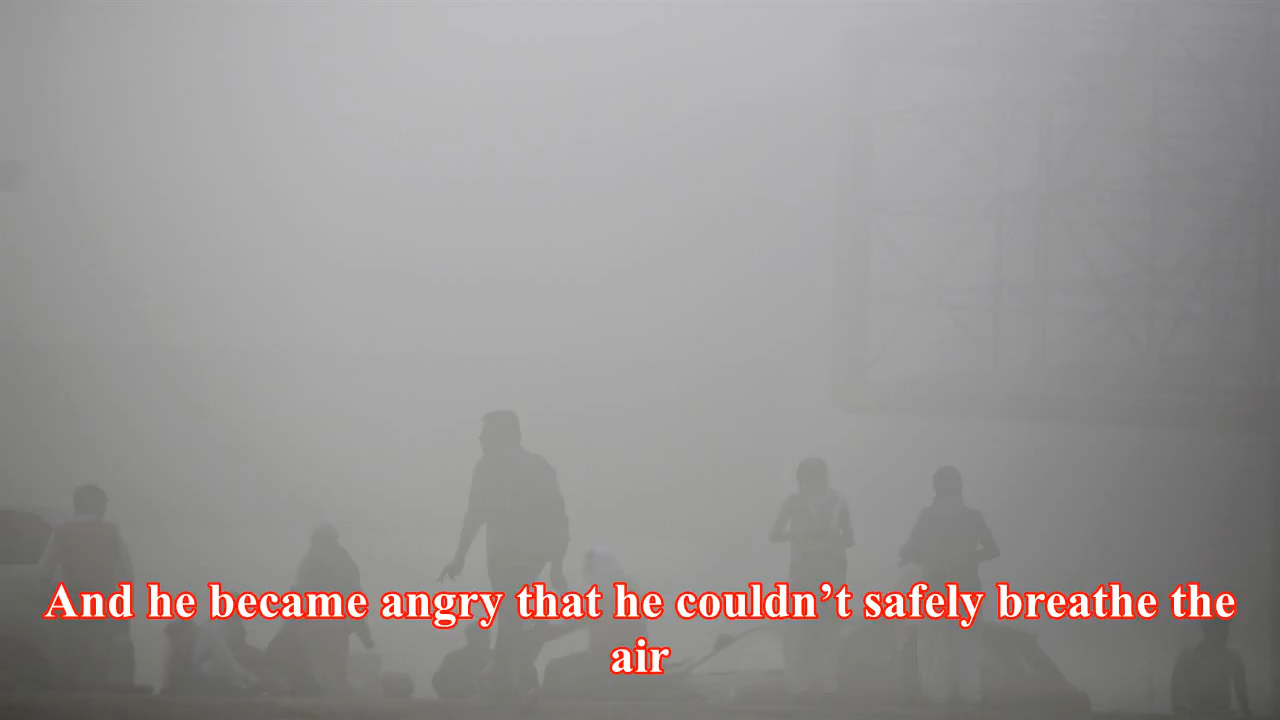 And he became angry that he couldn’t safely breathe the
air